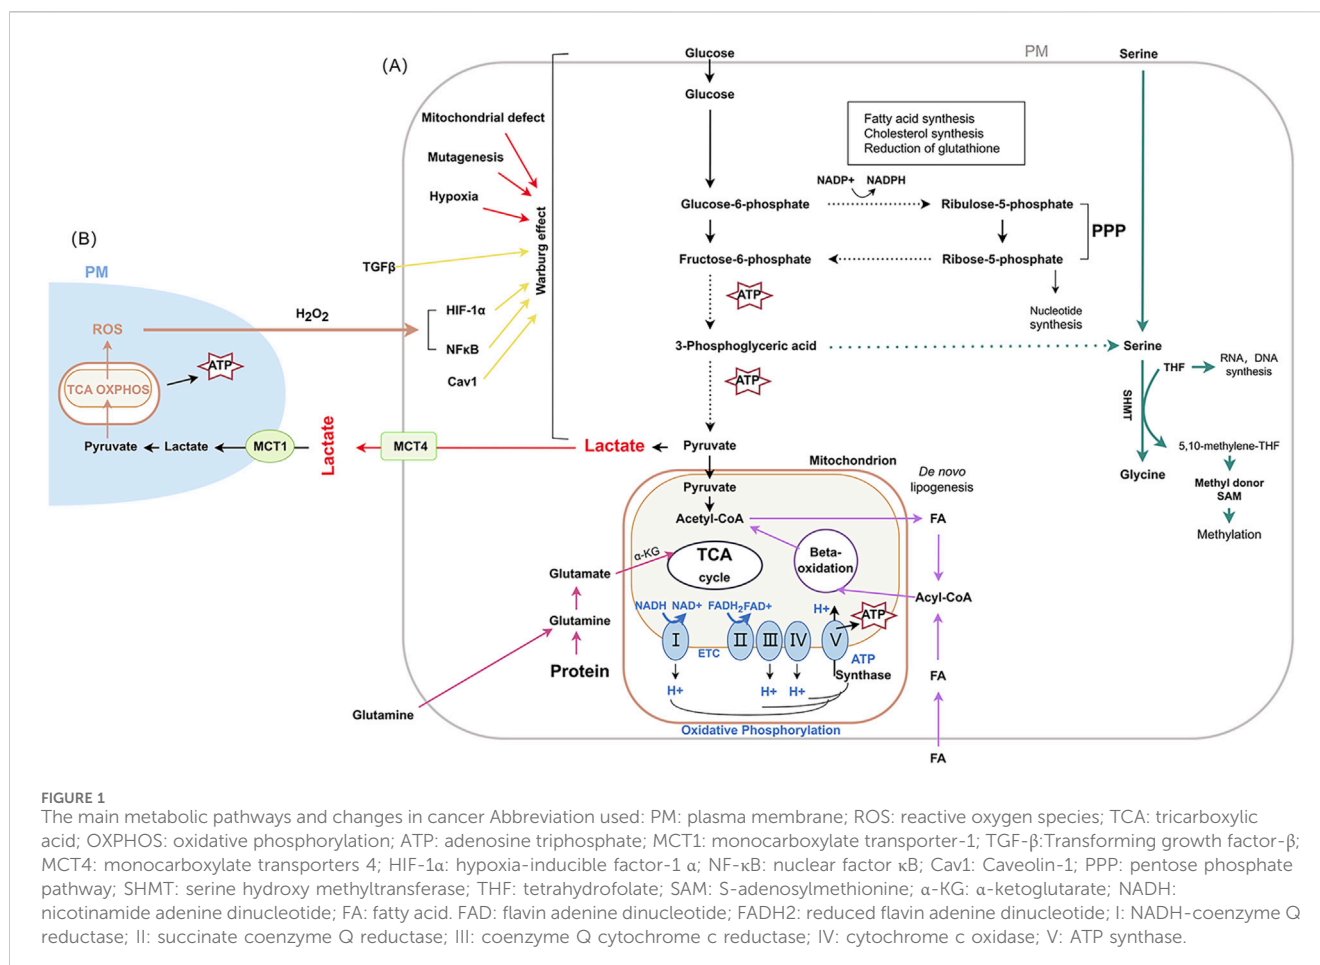 (A)
Glucose
PM
Serine
Glucose
Mitochondrial defect
Mutagenesis
Hypoxia
Warburg effect
Fatty acid synthesis
Cholesterol synthesis
Reduction of glutathione
NADP+ NADPH
Glucose-6-phosphate
Ribulose-5-phosphate
PPP
Fructose-6-phosphate
Ribose-5-phosphate
Nucleotide
synthesis
(B)
PM
TGFβ
H2O2
HIF-1α
NFκB
Cav1
ROS
ATP
TCA OXPHOS
Pyruvate
Lactate
MCT1
Lactate
MCT4
Lactate
Pyruvate
ATP
3-Phosphoglyceric acid
ATP
Serine
THF
RNA, DNA
synthesis
SHMT
5,10-methylene-THF
Glycine
Methyl donor
SAM
Methylation
Mitochondrion
De novo
lipogenesis
Pyruvate
Acetyl-CoA
FA
α-KG
TCA
cycle
Beta-
oxidation
Glutamate
Glutamine
Protein
Glutamine
Acyl-CoA
NADH NAD+
FADH2FAD+
H+
ATP
I
II
III
IV
V
ETC
ATP
Synthase
H+
H+
H+
Oxidative Phosphorylation
FA
FA
FIGURE 1
The main metabolic pathways and changes in cancer Abbreviation used: PM: plasma membrane; ROS: reactive oxygen species; TCA: tricarboxylic
acid; OXPHOS: oxidative phosphorylation; ATP: adenosine triphosphate; MCT1: monocarboxylate transporter-1; TGF-β:Transforming growth factor-β;
MCT4: monocarboxylate transporters 4; HIF-1α: hypoxia-inducible factor-1 α; NF-κB: nuclear factor κB; Cav1: Caveolin-1; PPP: pentose phosphate
pathway; SHMT: serine hydroxy methyltransferase; THF: tetrahydrofolate; SAM: S-adenosylmethionine; α-KG: α-ketoglutarate; NADH:
nicotinamide adenine dinucleotide; FA: fatty acid. FAD: flavin adenine dinucleotide; FADH2: reduced flavin adenine dinucleotide; I: NADH-coenzyme Q
reductase; II: succinate coenzyme Q reductase; III: coenzyme Q cytochrome c reductase; IV: cytochrome c oxidase; V: ATP synthase.